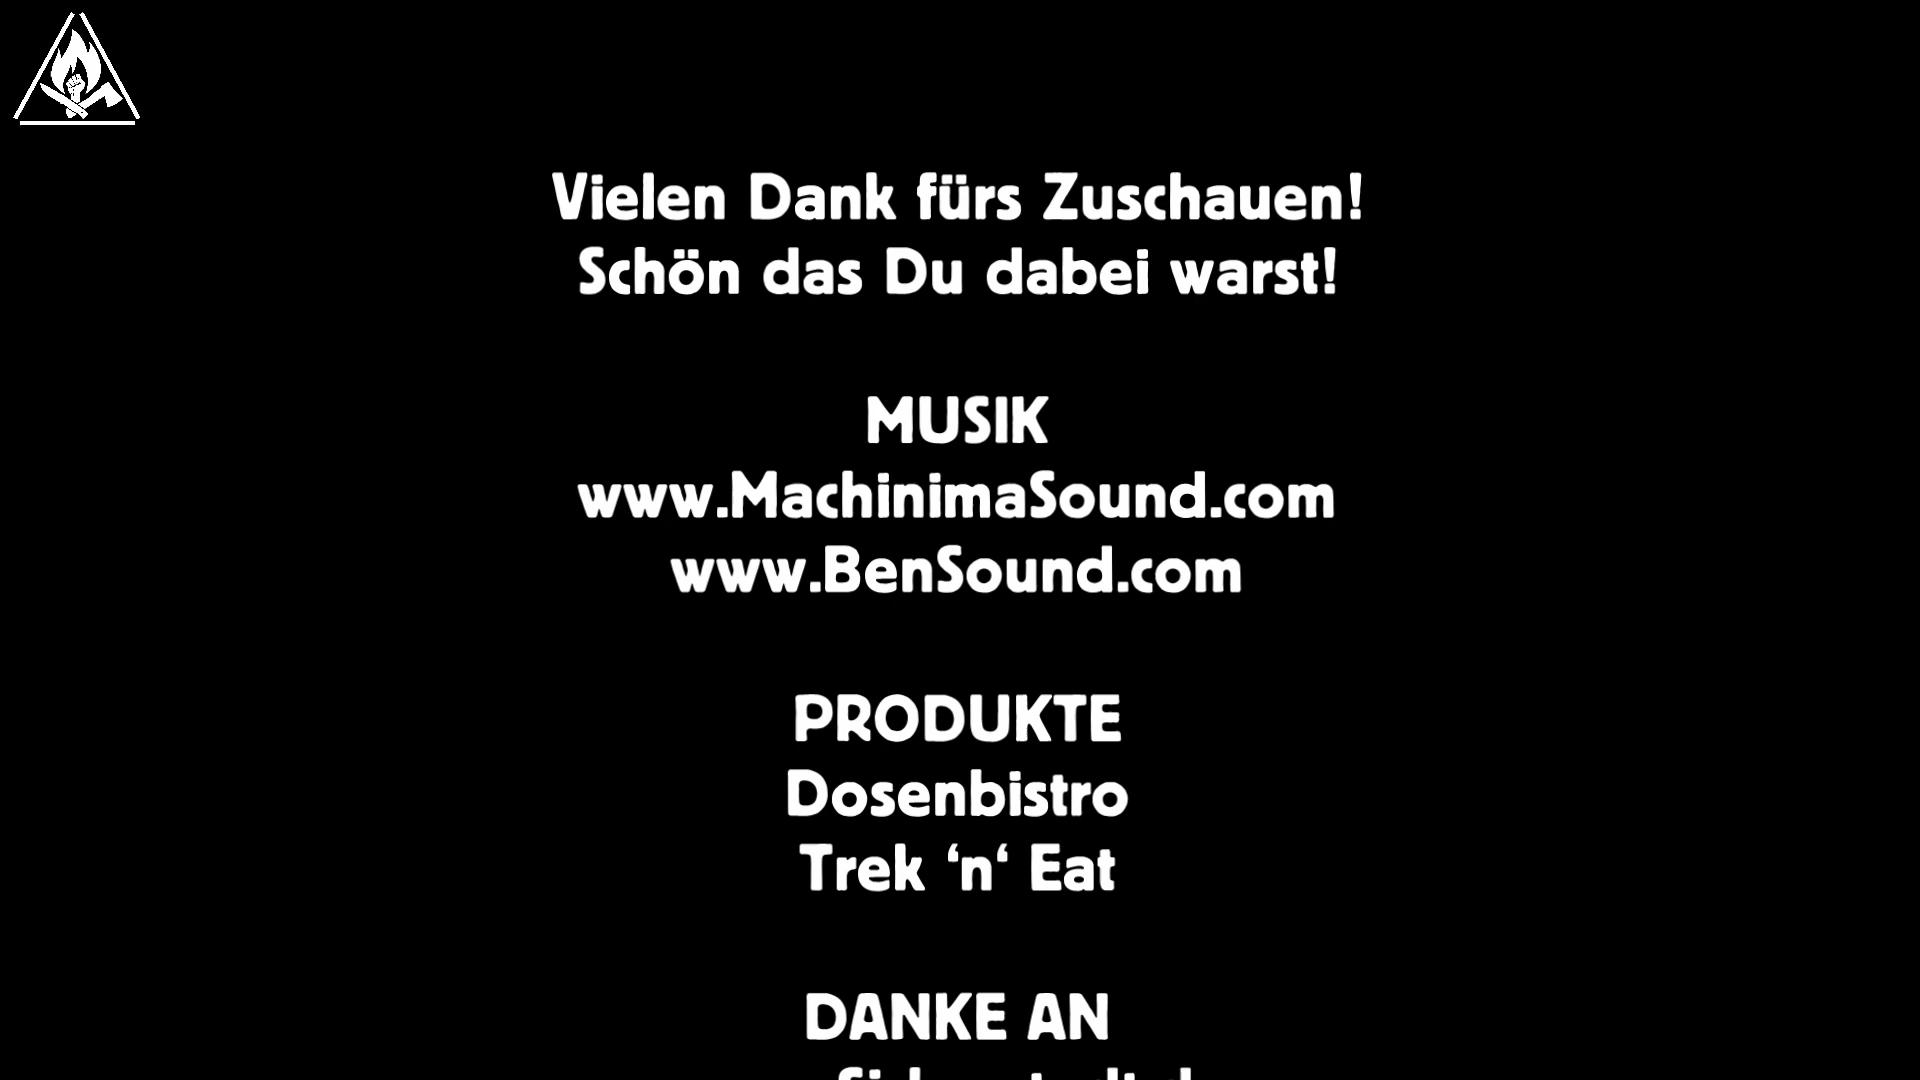 Vielen Dank fürs Zuschauen!
Schön das Du dabei warst!
MUSIK
www.MachinimaSound.com
www.BenSound.com
PRODUKTE
Dosenbistro
Trek ‘n‘ Eat
DANKE AN